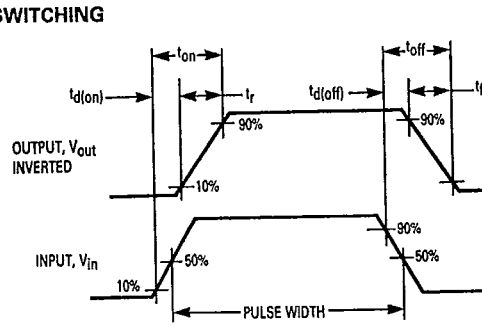 SWITCHING
ton
toff
td(on)
tr
td(off)
tf
OUTPUT, Vout
INVERTED
90%
90%
10%
INPUT, Vin
50%
90%
50%
10%
PULSE WIDTH